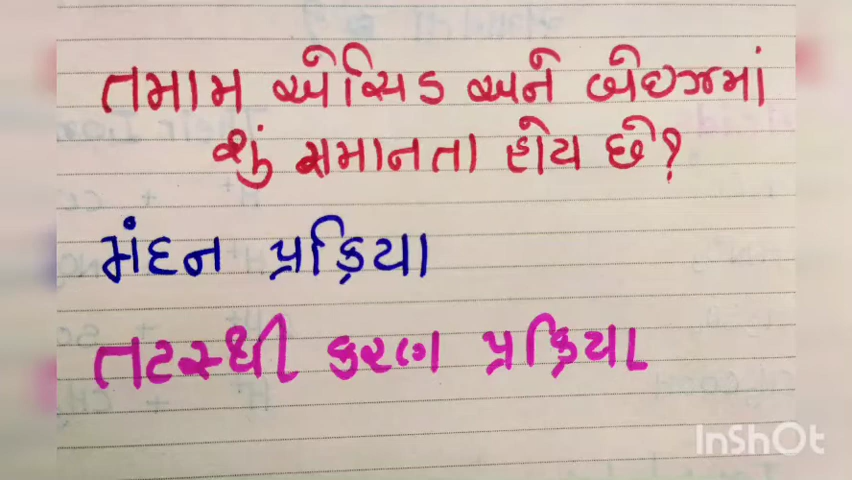 તમામ એસિડ અને બેઇઝમાં
શું સમાનતા હોય છે?
મંદન પ્રક્રિયા
તટસ્થી કરણ પ્રક્રિયા
InShOt